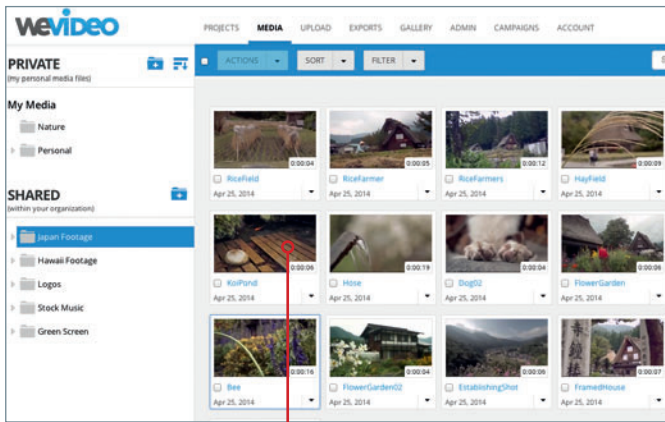 WEVIDEO
PROJECTS MEDIA UPLOAD EXPORTS GALLERY ADMIN CAMPAIGNS ACCOUNT
PRIVATE
(my personal media files)
ACTIONS SORT FILTER
My Media
Nature
Personal
SHARED
(within your organization)
Japan Footage
Hawaii Footage
Logos
Stock Music
Green Screen
0:00:04 0:00:05 0:00:12 0:00:09
RiceField RiceFarmer RiceFarmers HayField
Apr 25, 2014 Apr 25, 2014 Apr 25, 2014 Apr 25, 2014
0:00:06 0:00:19 0:00:04 0:00:06
KoiPond Hose Dog02 FlowerGarden
Apr 25, 2014 Apr 25, 2014 Apr 25, 2014 Apr 25, 2014
0:00:16 0:00:04 0:00:06 0:00:07
Bee FlowerGarden02 EstablishingShot FramedHouse
Apr 25, 2014 Apr 25, 2014 Apr 25, 2014 Apr 25, 2014